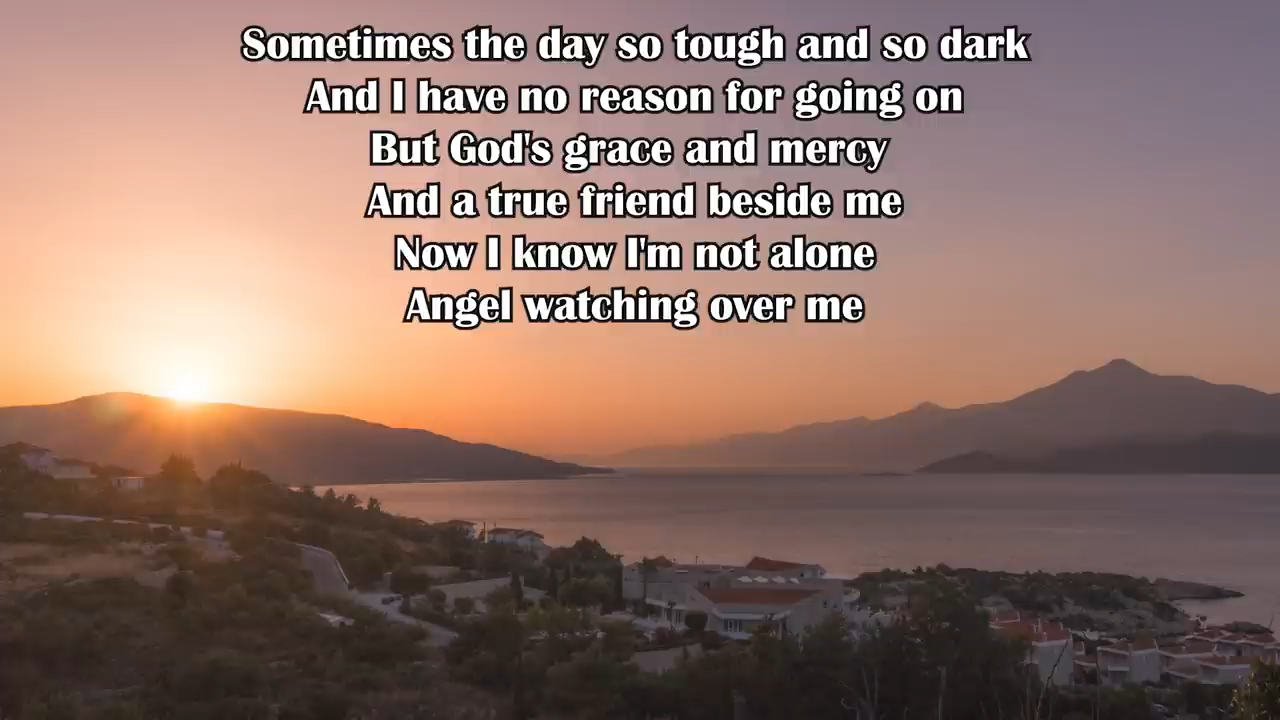 Sometimes the day so tough and so dark
And I have no reason for going on
But God's grace and mercy
And a true friend beside me
Now I know I'm not alone
Angel watching over me